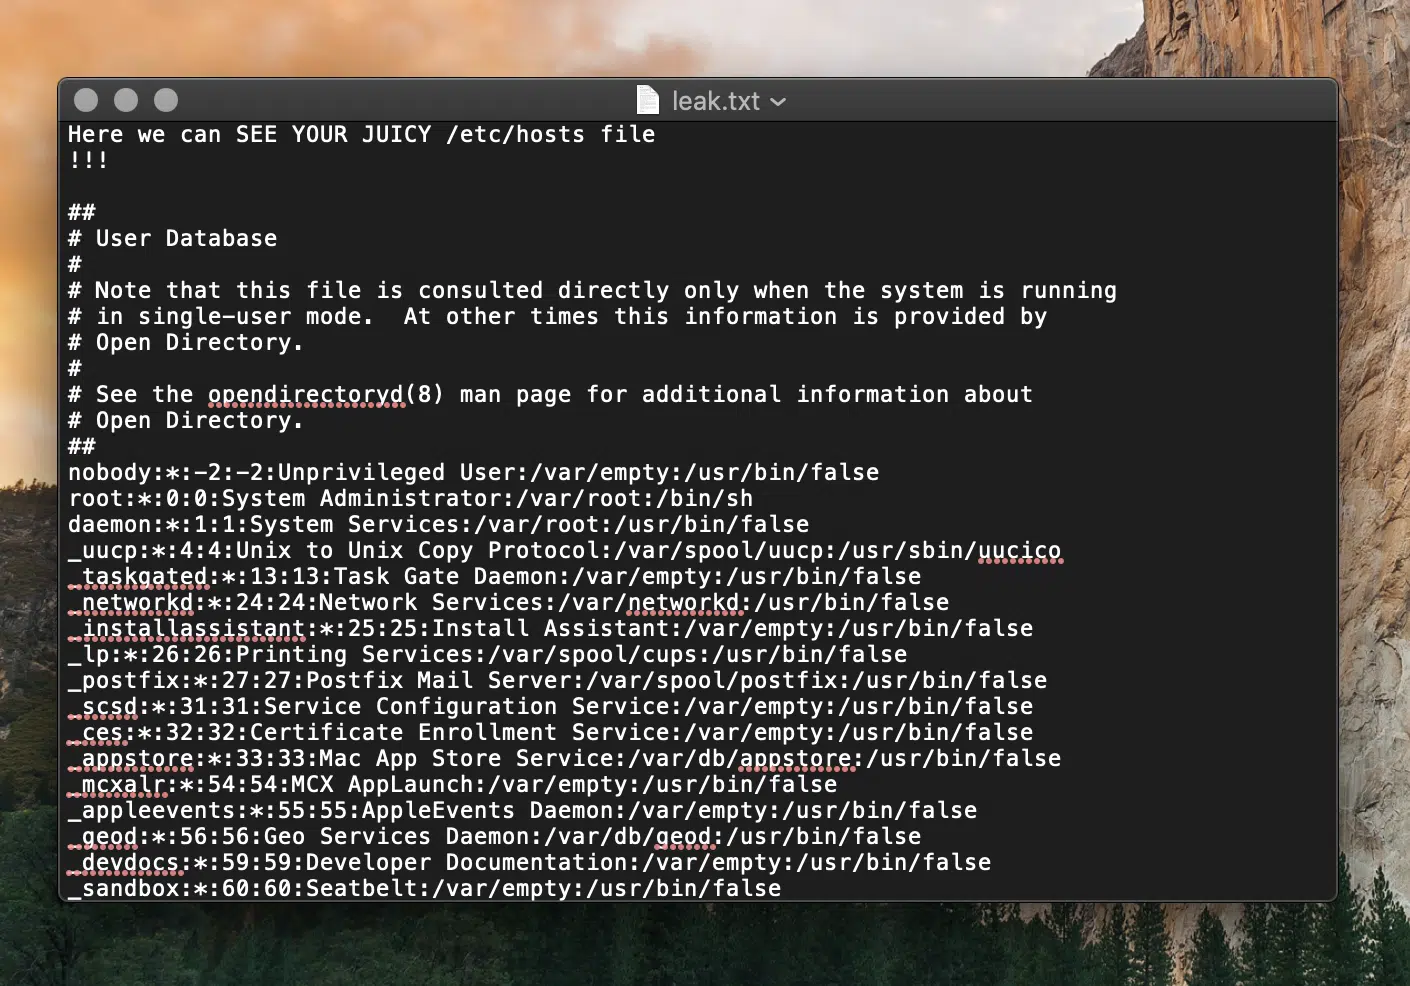 leak.txt
Here we can SEE YOUR JUICY /etc/hosts file
!!!
##
# User Database
#
# Note that this file is consulted directly only when the system is running
# in single-user mode.  At other times this information is provided by
# Open Directory.
#
# See the opendirectoryd(8) man page for additional information about
# Open Directory.
##
nobody:*:-2:-2:Unprivileged User:/var/empty:/usr/bin/false
root:*:0:0:System Administrator:/var/root:/bin/sh
daemon:*:1:1:System Services:/var/root:/usr/bin/false
_uucp:*:4:4:Unix to Unix Copy Protocol:/var/spool/uucp:/usr/sbin/uucico
_taskgated:*:13:13:Task Gate Daemon:/var/empty:/usr/bin/false
_networkd:*:24:24:Network Services:/var/networkd:/usr/bin/false
_installassistant:*:25:25:Install Assistant:/var/empty:/usr/bin/false
_lp:*:26:26:Printing Services:/var/spool/cups:/usr/bin/false
_postfix:*:27:27:Postfix Mail Server:/var/spool/postfix:/usr/bin/false
_scsd:*:31:31:Service Configuration Service:/var/empty:/usr/bin/false
_ces:*:32:32:Certificate Enrollment Service:/var/empty:/usr/bin/false
_appstore:*:33:33:Mac App Store Service:/var/db/appstore:/usr/bin/false
_mcxalr:*:54:54:MCX AppLaunch:/var/empty:/usr/bin/false
_appleevents:*:55:55:AppleEvents Daemon:/var/empty:/usr/bin/false
_geod:*:56:56:Geo Services Daemon:/var/db/geod:/usr/bin/false
_devdocs:*:59:59:Developer Documentation:/var/empty:/usr/bin/false
_sandbox:*:60:60:Seatbelt:/var/empty:/usr/bin/false